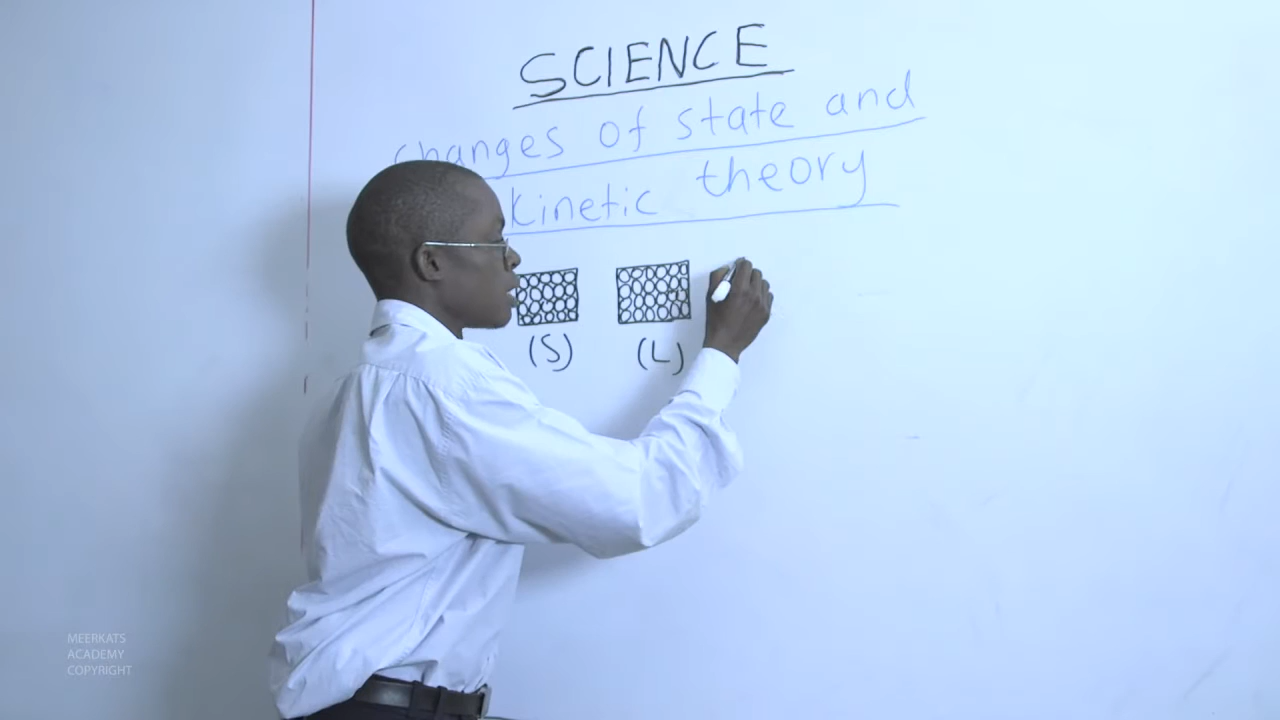 SCIENCE
changes of state and
kinetic theory
(S) (L)
MEERKATS
ACADEMY
COPYRIGHT